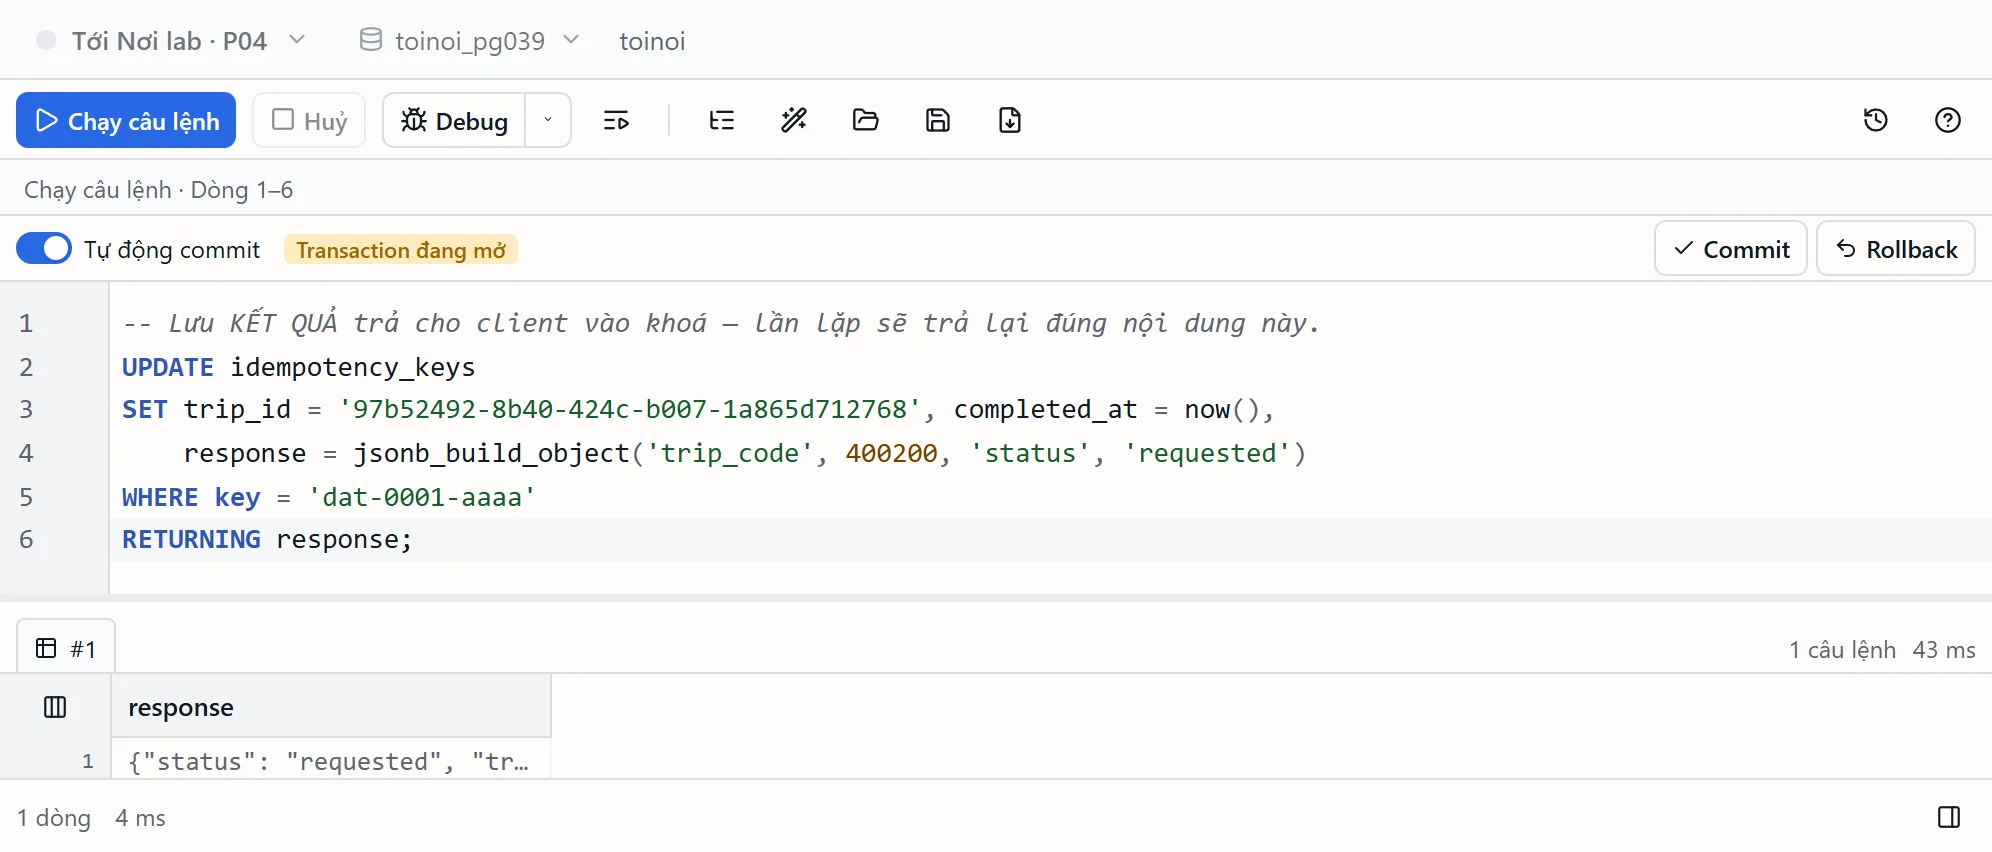 Tới Nơi lab · P04 toinoi_pg039 toinoi
Chạy câu lệnh Huỷ Debug
Chạy câu lệnh · Dòng 1–6
Tự động commit Transaction đang mở Commit Rollback
1 -- Lưu KẾT QUẢ trả cho client vào khoá — lần lặp sẽ trả lại đúng nội dung này.
2 UPDATE idempotency_keys
3 SET trip_id = '97b52492-8b40-424c-b007-1a865d712768', completed_at = now(),
4     response = jsonb_build_object('trip_code', 400200, 'status', 'requested')
5 WHERE key = 'dat-0001-aaaa'
6 RETURNING response;
#1 1 câu lệnh 43 ms
response
1 {"status": "requested", "tr…
1 dòng 4 ms